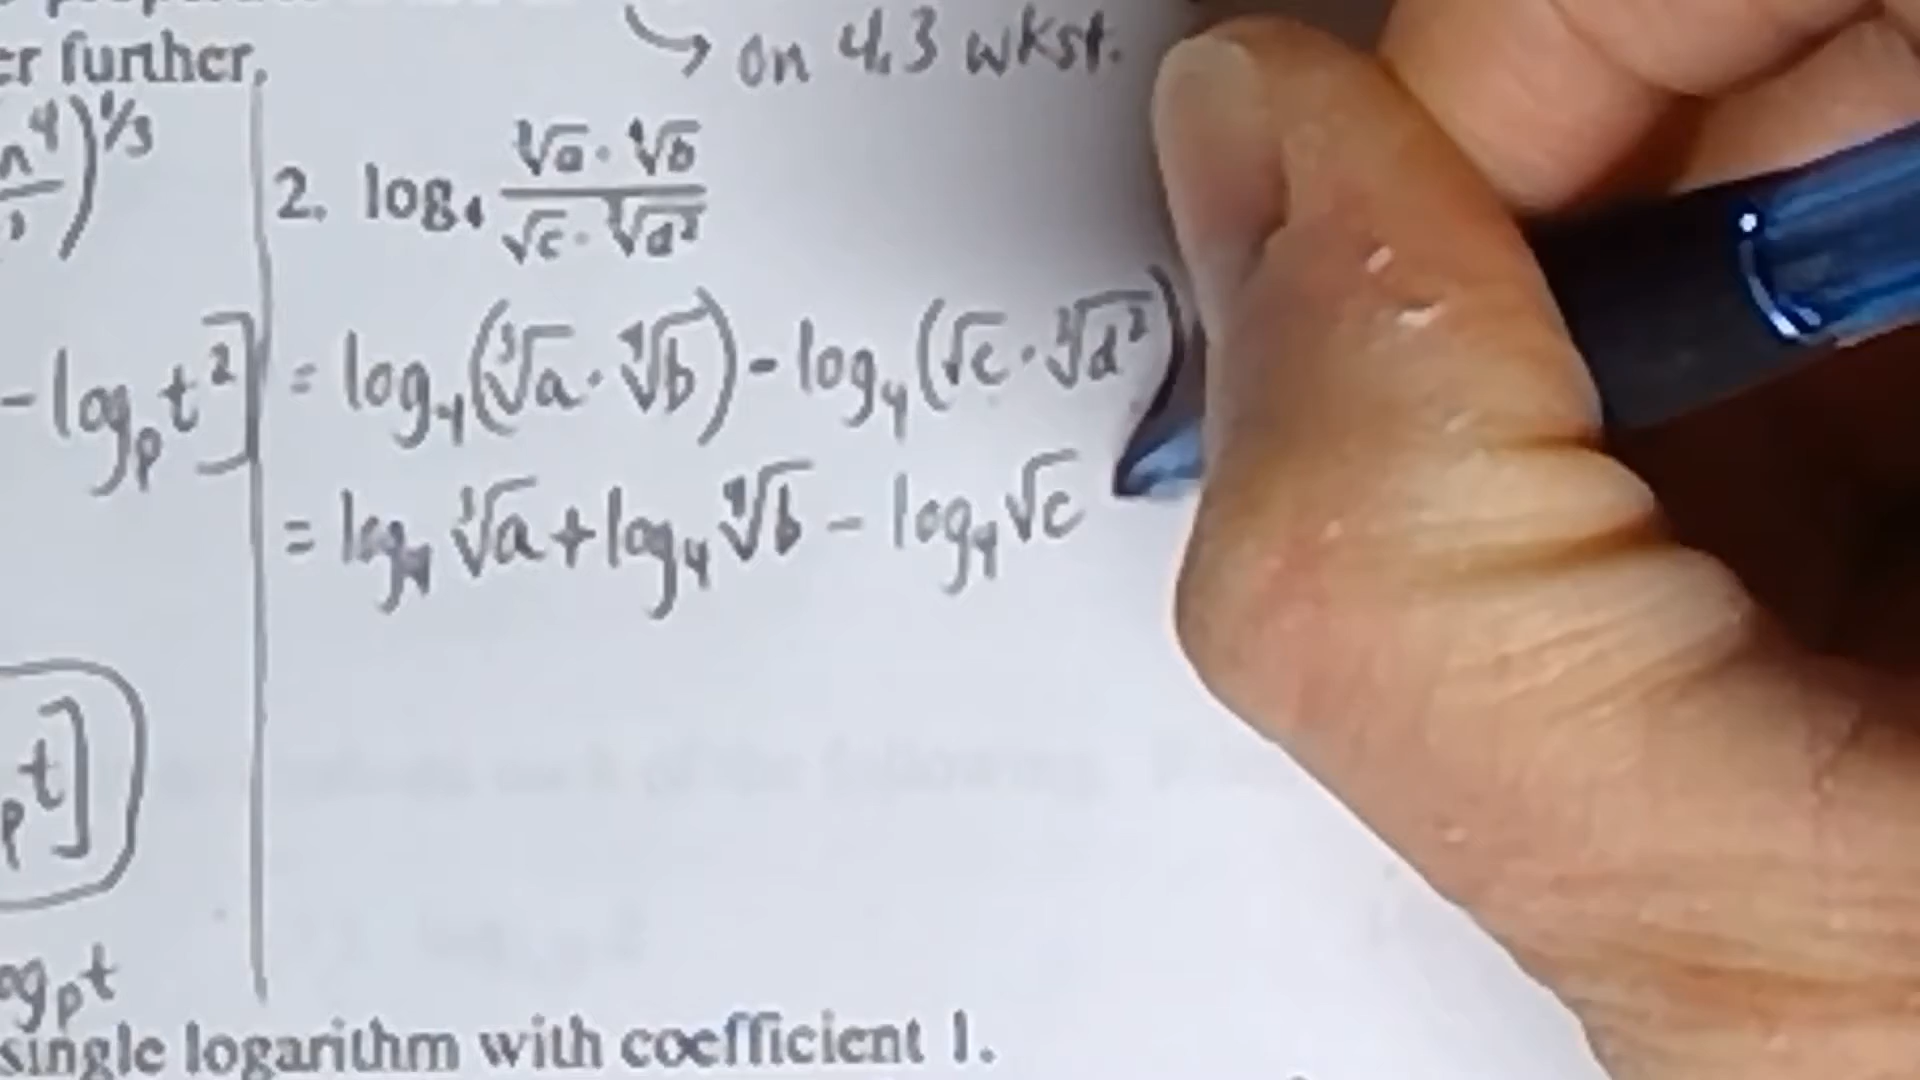 er further.
→ on 4.3 wkst.
n⁴)^1/3
2. log₄ (∛a · ∜b)/(√c · ∛d²)
- log_p t²] = log₄(∛a · ∜b) - log₄(√c · ∛d²)
= log₄ ∛a + log₄ ∜b - log₄ √c
p t]
og_p t
single logarithm with coefficient 1.